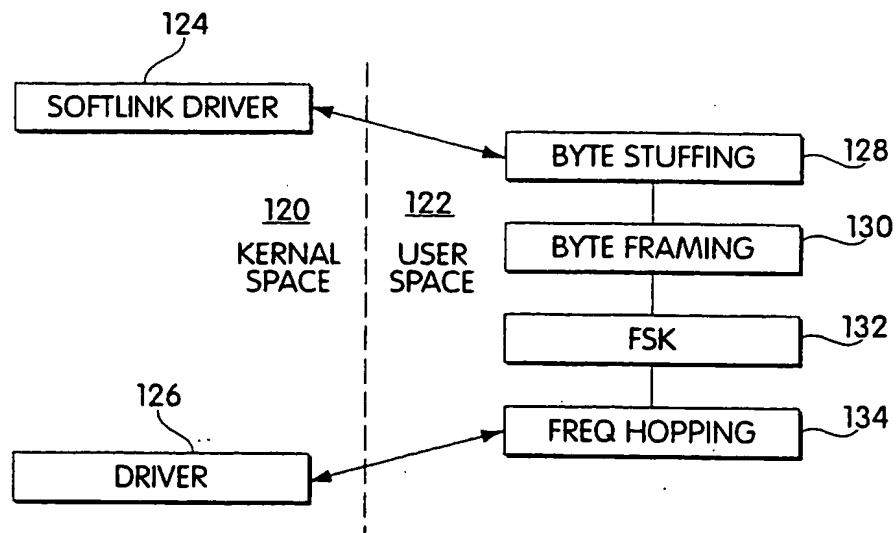 124
SOFTLINK DRIVER
BYTE STUFFING
128
120
KERNAL
SPACE
122
USER
SPACE
BYTE FRAMING
130
FSK
132
126
DRIVER
FREQ HOPPING
134